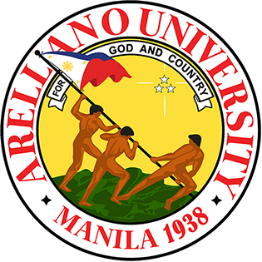 ARELLANO UNIVERSITY
FOR GOD AND COUNTRY
MANILA 1938